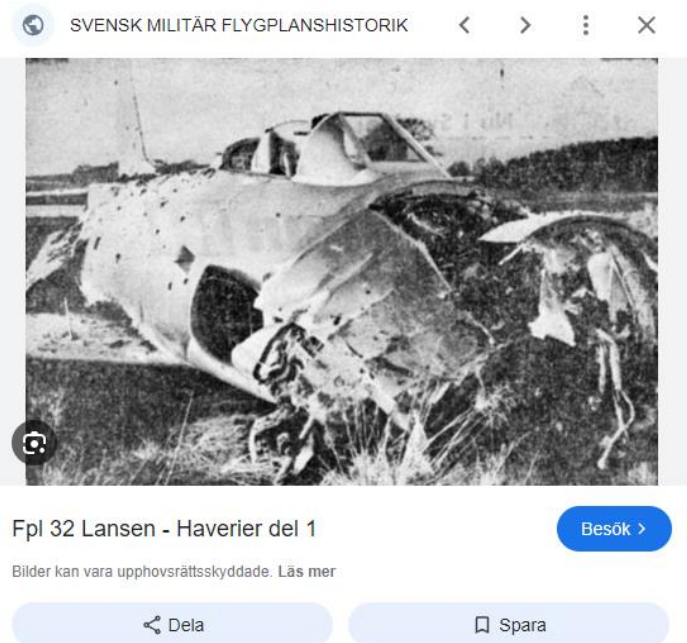 SVENSK MILITÄR FLYGPLANSHISTORIK
Fpl 32 Lansen - Haverier del 1
Besök
Bilder kan vara upphovsrättsskyddade. Läs mer
Dela
Spara